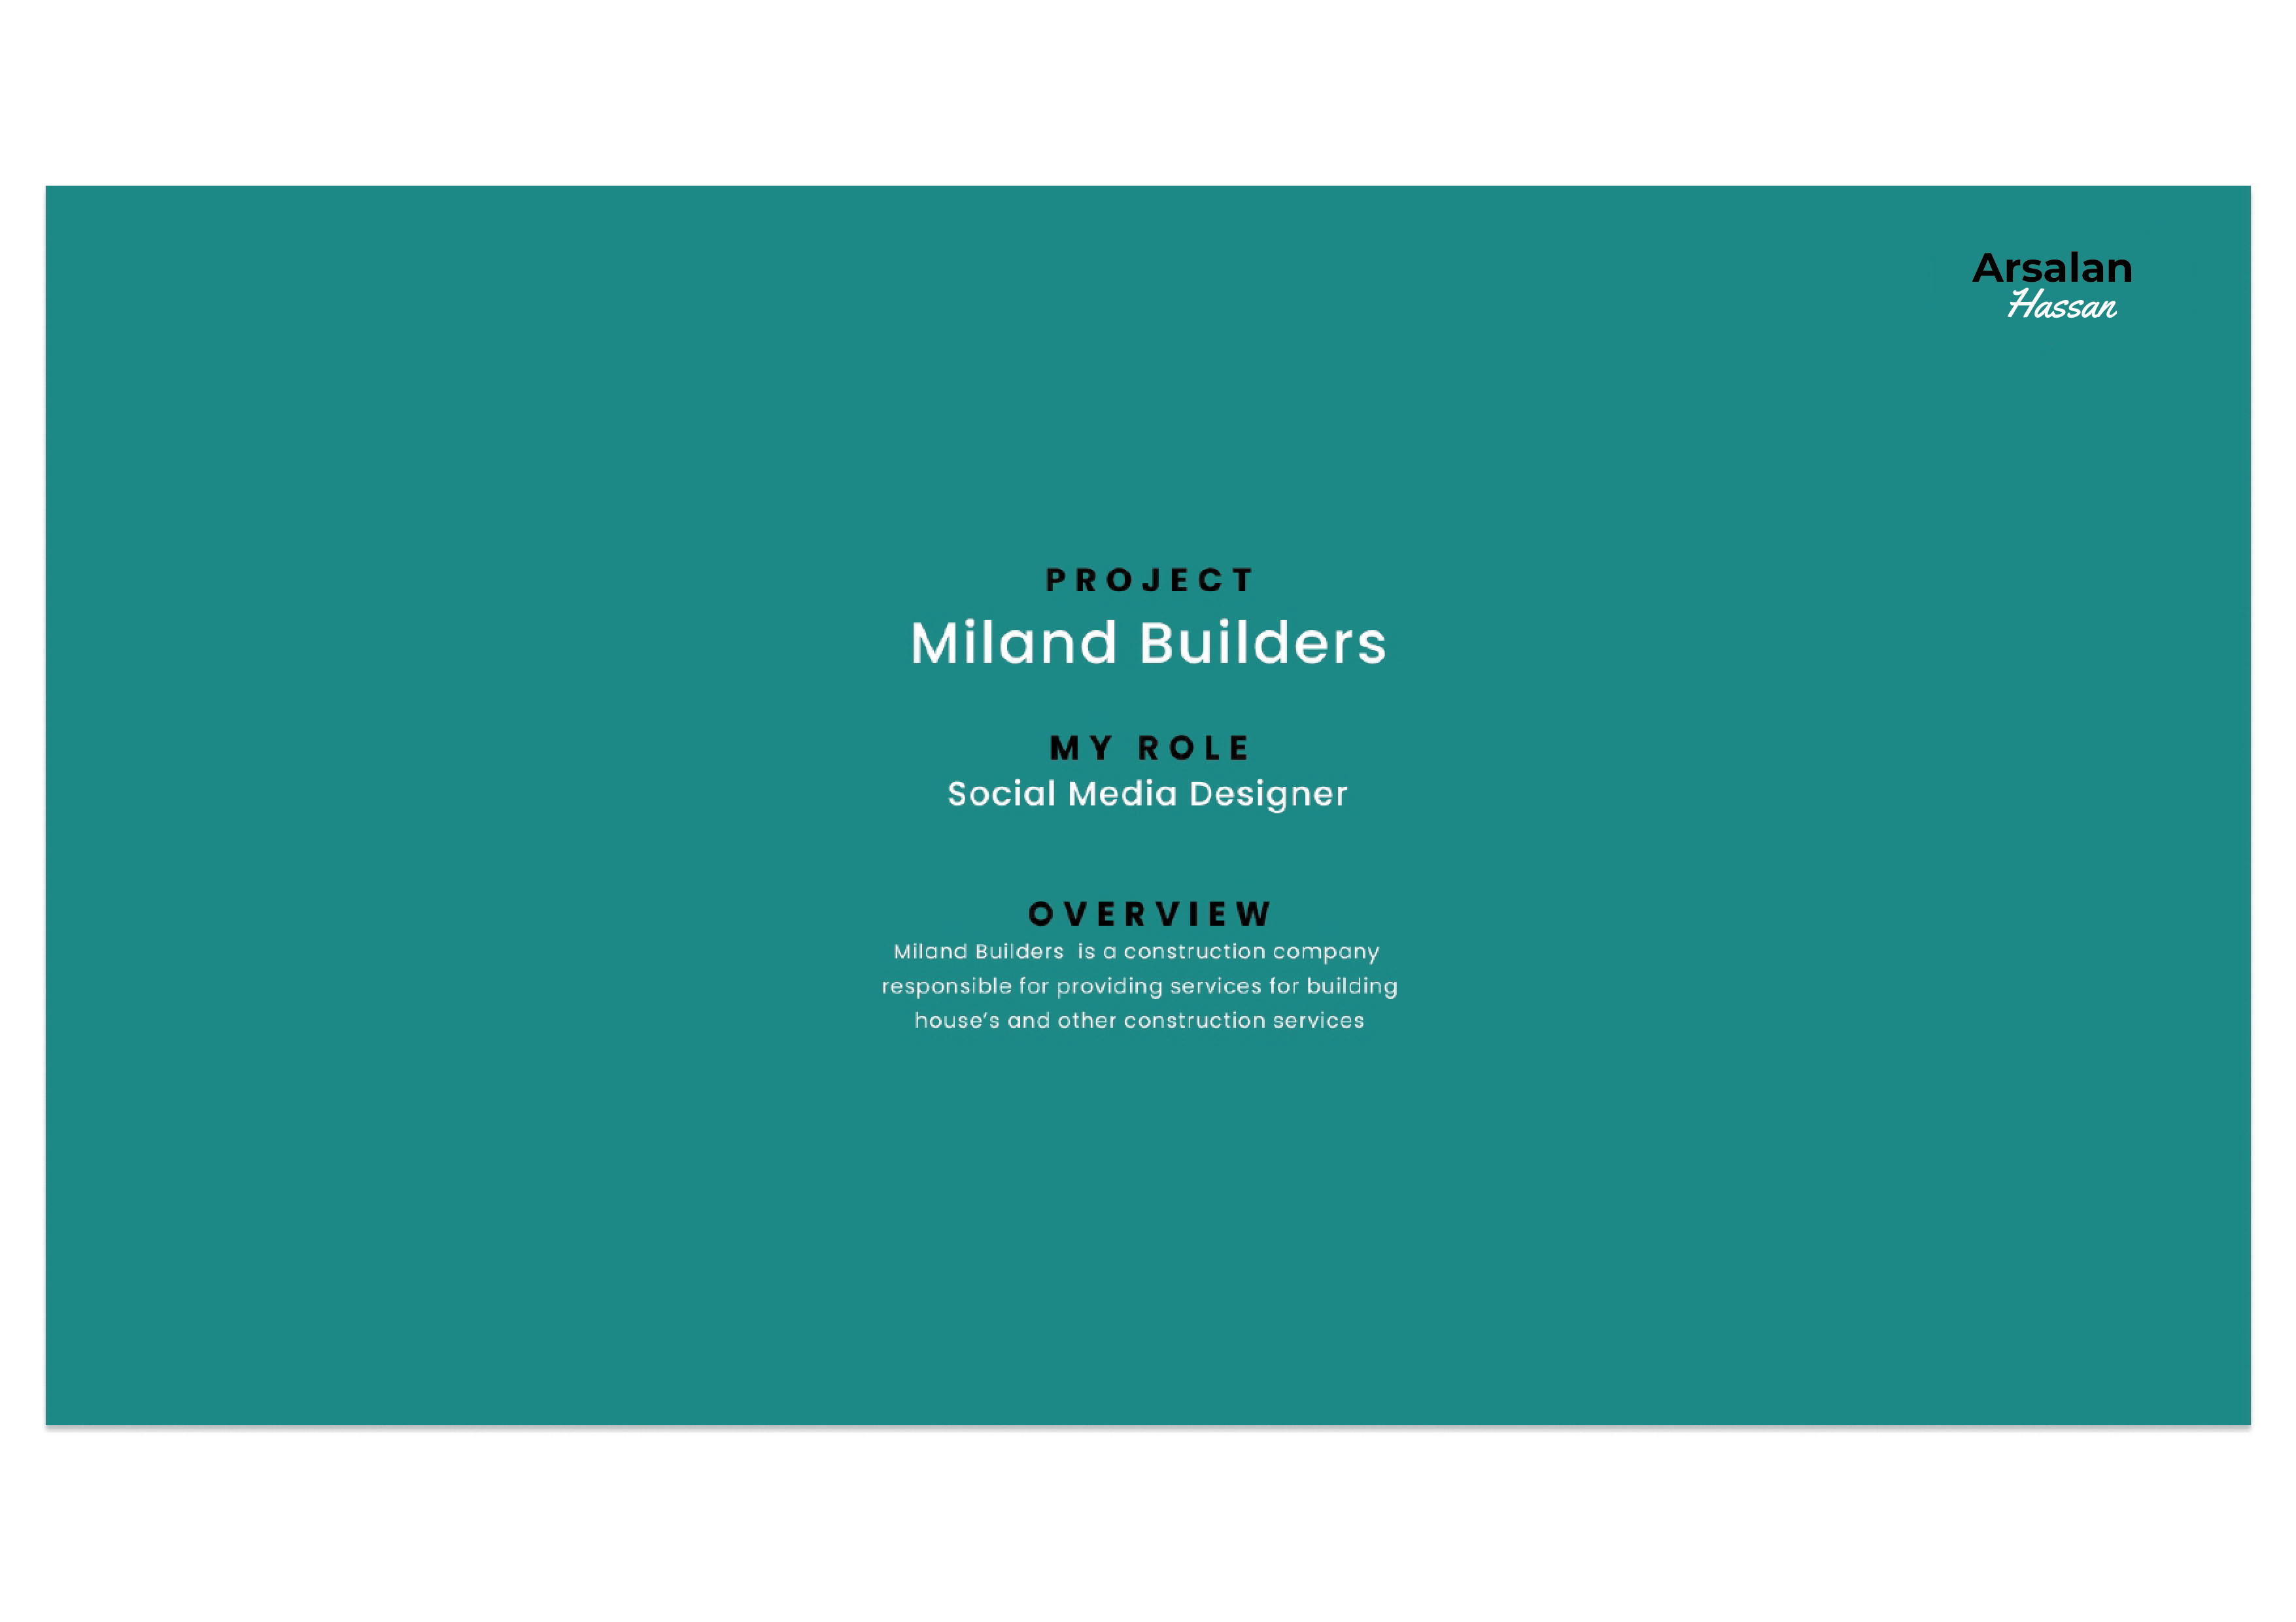 Arsalan
Hassan
PROJECT
Miland Builders
MY ROLE
Social Media Designer
OVERVIEW
Miland Builders  is a construction company
responsible for providing services for building
house’s and other construction services